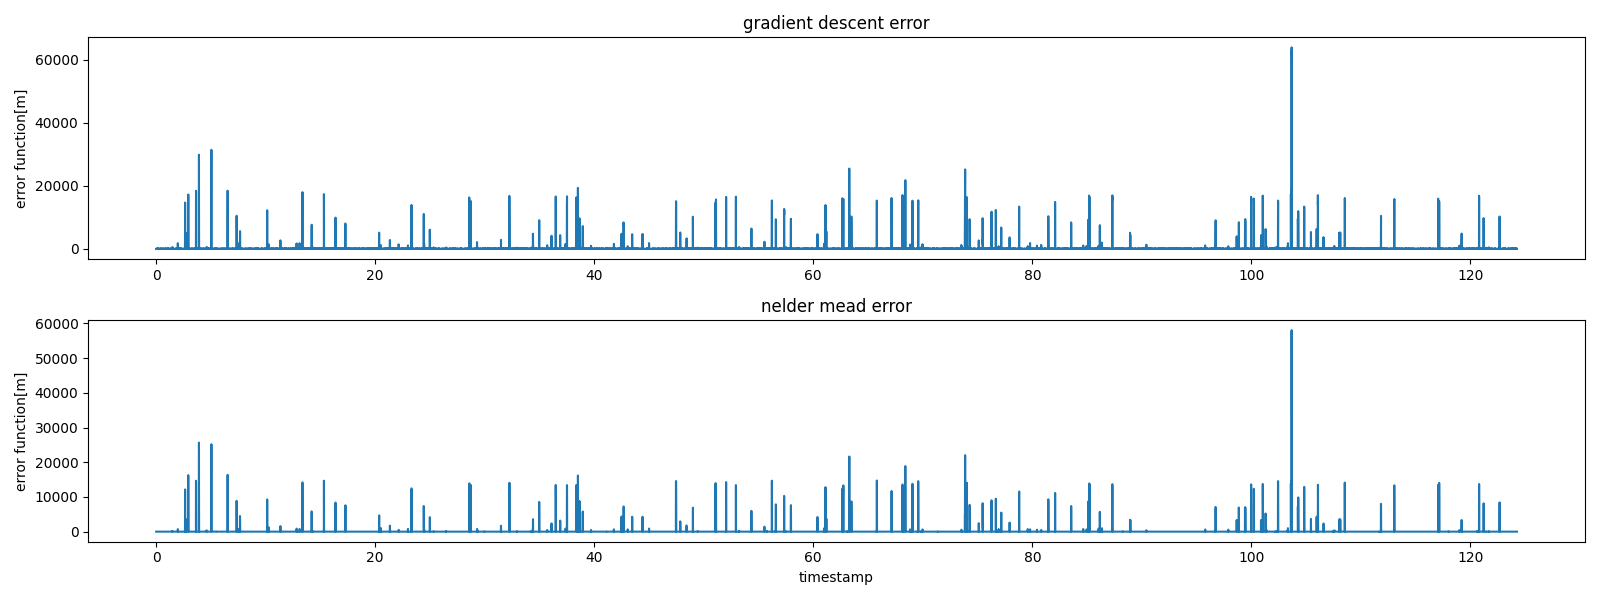 gradient descent error
error function[m]
60000
40000
20000
0
0 20 40 60 80 100 120
nelder mead error
error function[m]
60000
50000
40000
30000
20000
10000
0
0 20 40 60 80 100 120
timestamp